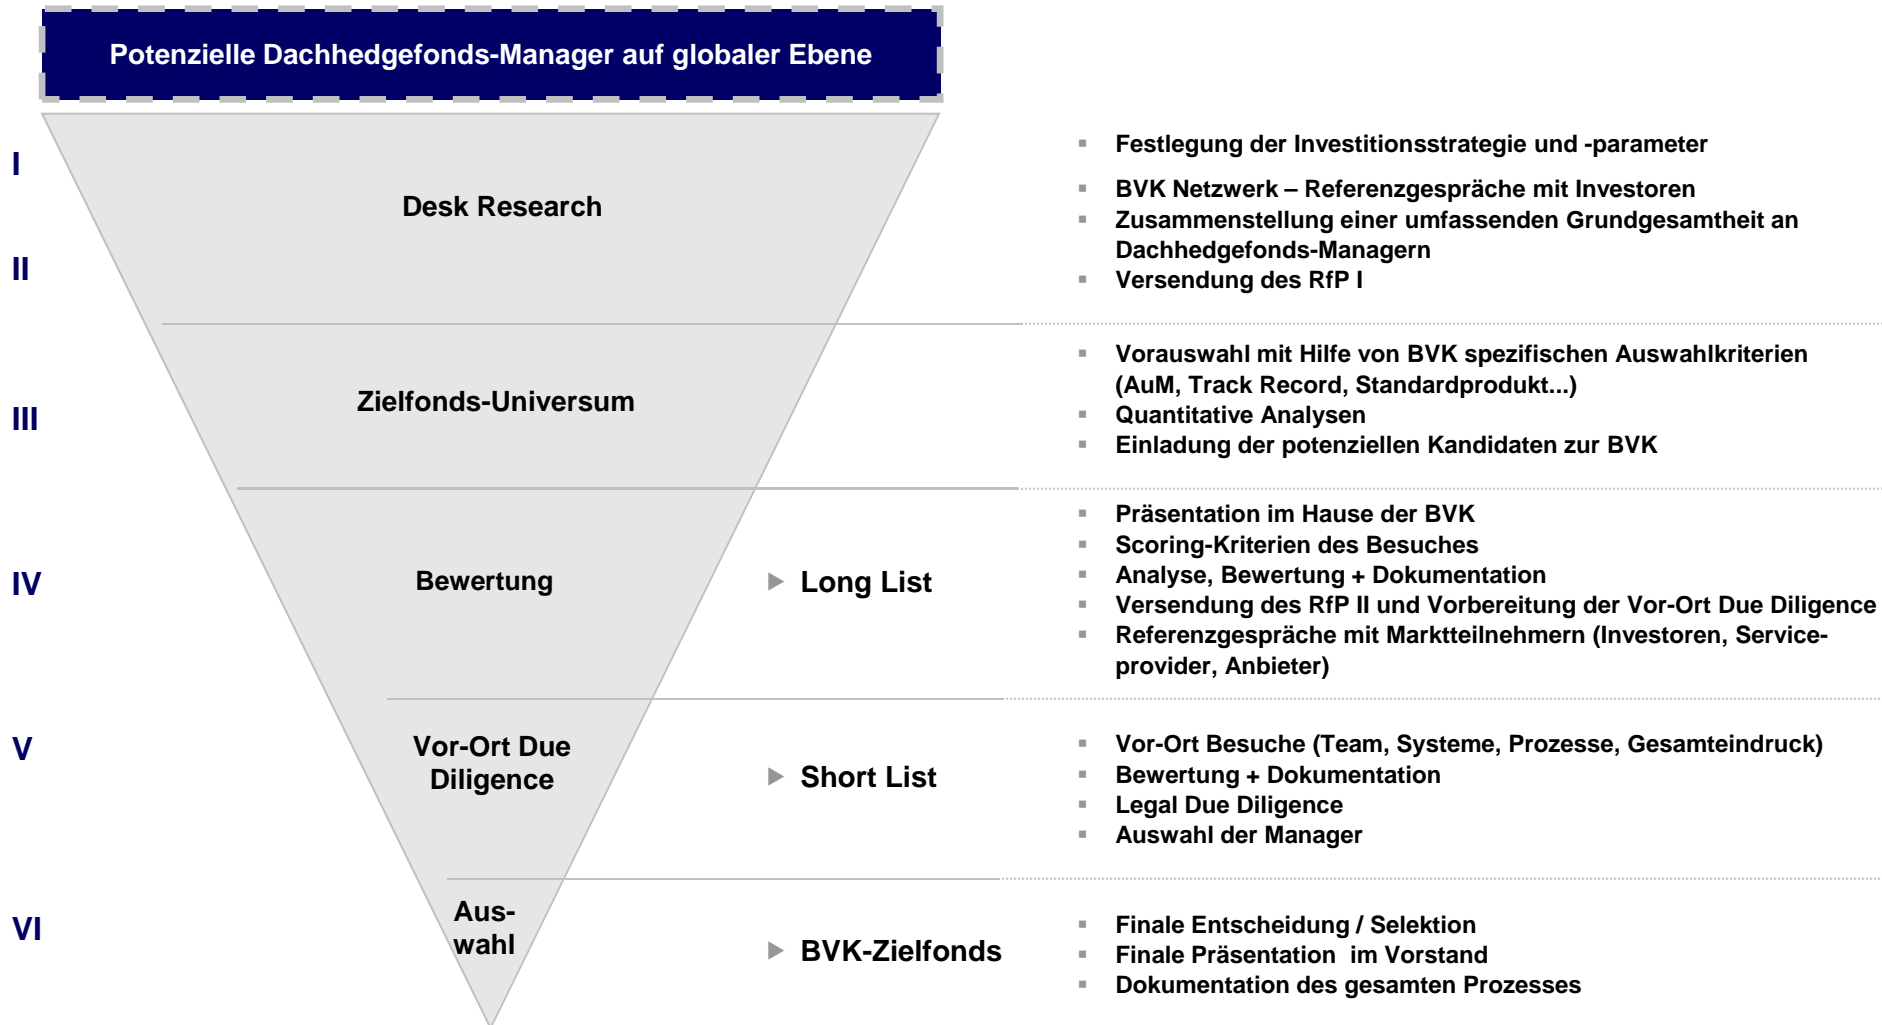 Potenzielle Dachhedgefonds-Manager auf globaler Ebene
I
II
Desk Research
▪ Festlegung der Investitionsstrategie und -parameter
▪ BVK Netzwerk – Referenzgespräche mit Investoren
▪ Zusammenstellung einer umfassenden Grundgesamtheit an
Dachhedgefonds-Managern
▪ Versendung des RfP I
III
Zielfonds-Universum
▪ Vorauswahl mit Hilfe von BVK spezifischen Auswahlkriterien
(AuM, Track Record, Standardprodukt...)
▪ Quantitative Analysen
▪ Einladung der potenziellen Kandidaten zur BVK
IV
Bewertung
Long List
▪ Präsentation im Hause der BVK
▪ Scoring-Kriterien des Besuches
▪ Analyse, Bewertung + Dokumentation
▪ Versendung des RfP II und Vorbereitung der Vor-Ort Due Diligence
▪ Referenzgespräche mit Marktteilnehmern (Investoren, Service-
provider, Anbieter)
V
Vor-Ort Due
Diligence
Short List
▪ Vor-Ort Besuche (Team, Systeme, Prozesse, Gesamteindruck)
▪ Bewertung + Dokumentation
▪ Legal Due Diligence
▪ Auswahl der Manager
VI
Aus-
wahl
BVK-Zielfonds
▪ Finale Entscheidung / Selektion
▪ Finale Präsentation im Vorstand
▪ Dokumentation des gesamten Prozesses